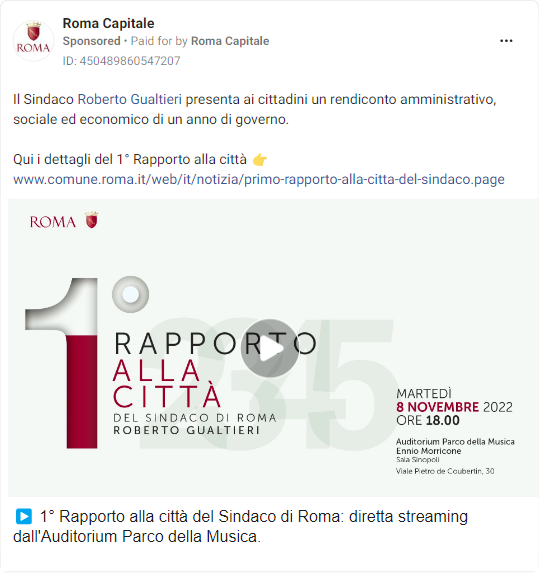 Roma Capitale
Sponsored • Paid for by Roma Capitale
ID: 450489860547207
ROMA
Il Sindaco Roberto Gualtieri presenta ai cittadini un rendiconto amministrativo,
sociale ed economico di un anno di governo.
Qui i dettagli del 1° Rapporto alla città 👉
www.comune.roma.it/web/it/notizia/primo-rapporto-alla-citta-del-sindaco.page
ROMA
1°
2345
RAPPORTO
ALLA
CITTÀ
DEL SINDACO DI ROMA
ROBERTO GUALTIERI
MARTEDÌ
8 NOVEMBRE 2022
ORE 18.00
Auditorium Parco della Musica
Ennio Morricone
Sala Sinopoli
Viale Pietro de Coubertin, 30
▶️ 1° Rapporto alla città del Sindaco di Roma: diretta streaming
dall'Auditorium Parco della Musica.